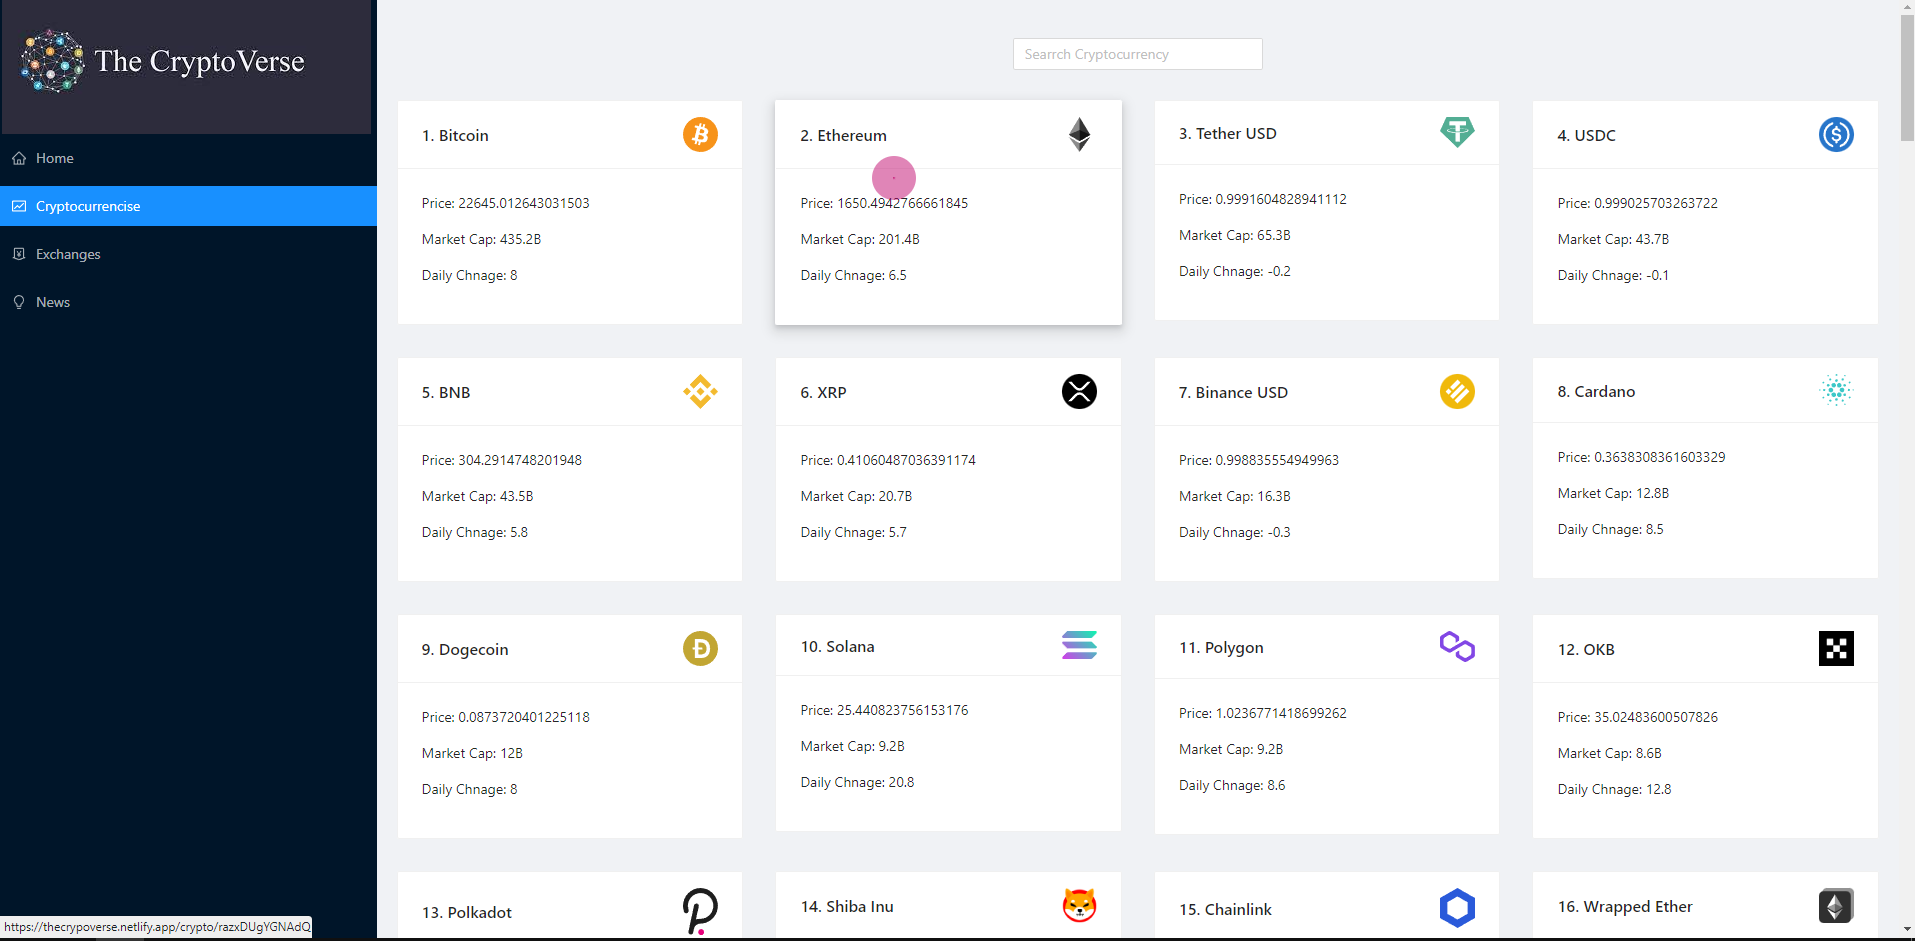 The CryptoVerse
Home
Cryptocurrencise
Exchanges
News
Searrch Cryptocurrency
1. Bitcoin
Price: 22645.012643031503
Market Cap: 435.2B
Daily Chnage: 8
2. Ethereum
Price: 1650.4942766661845
Market Cap: 201.4B
Daily Chnage: 6.5
3. Tether USD
Price: 0.9991604828941112
Market Cap: 65.3B
Daily Chnage: -0.2
4. USDC
Price: 0.999025703263722
Market Cap: 43.7B
Daily Chnage: -0.1
5. BNB
Price: 304.2914748201948
Market Cap: 43.5B
Daily Chnage: 5.8
6. XRP
Price: 0.41060487036391174
Market Cap: 20.7B
Daily Chnage: 5.7
7. Binance USD
Price: 0.998835554949963
Market Cap: 16.3B
Daily Chnage: -0.3
8. Cardano
Price: 0.3638308361603329
Market Cap: 12.8B
Daily Chnage: 8.5
9. Dogecoin
Price: 0.0873720401225118
Market Cap: 12B
Daily Chnage: 8
10. Solana
Price: 25.440823756153176
Market Cap: 9.2B
Daily Chnage: 20.8
11. Polygon
Price: 1.0236771418699262
Market Cap: 9.2B
Daily Chnage: 8.6
12. OKB
Price: 35.02483600507826
Market Cap: 8.6B
Daily Chnage: 12.8
13. Polkadot
14. Shiba Inu
15. Chainlink
16. Wrapped Ether
https://thecrypoverse.netlify.app/crypto/razxDUgYGNAdQ